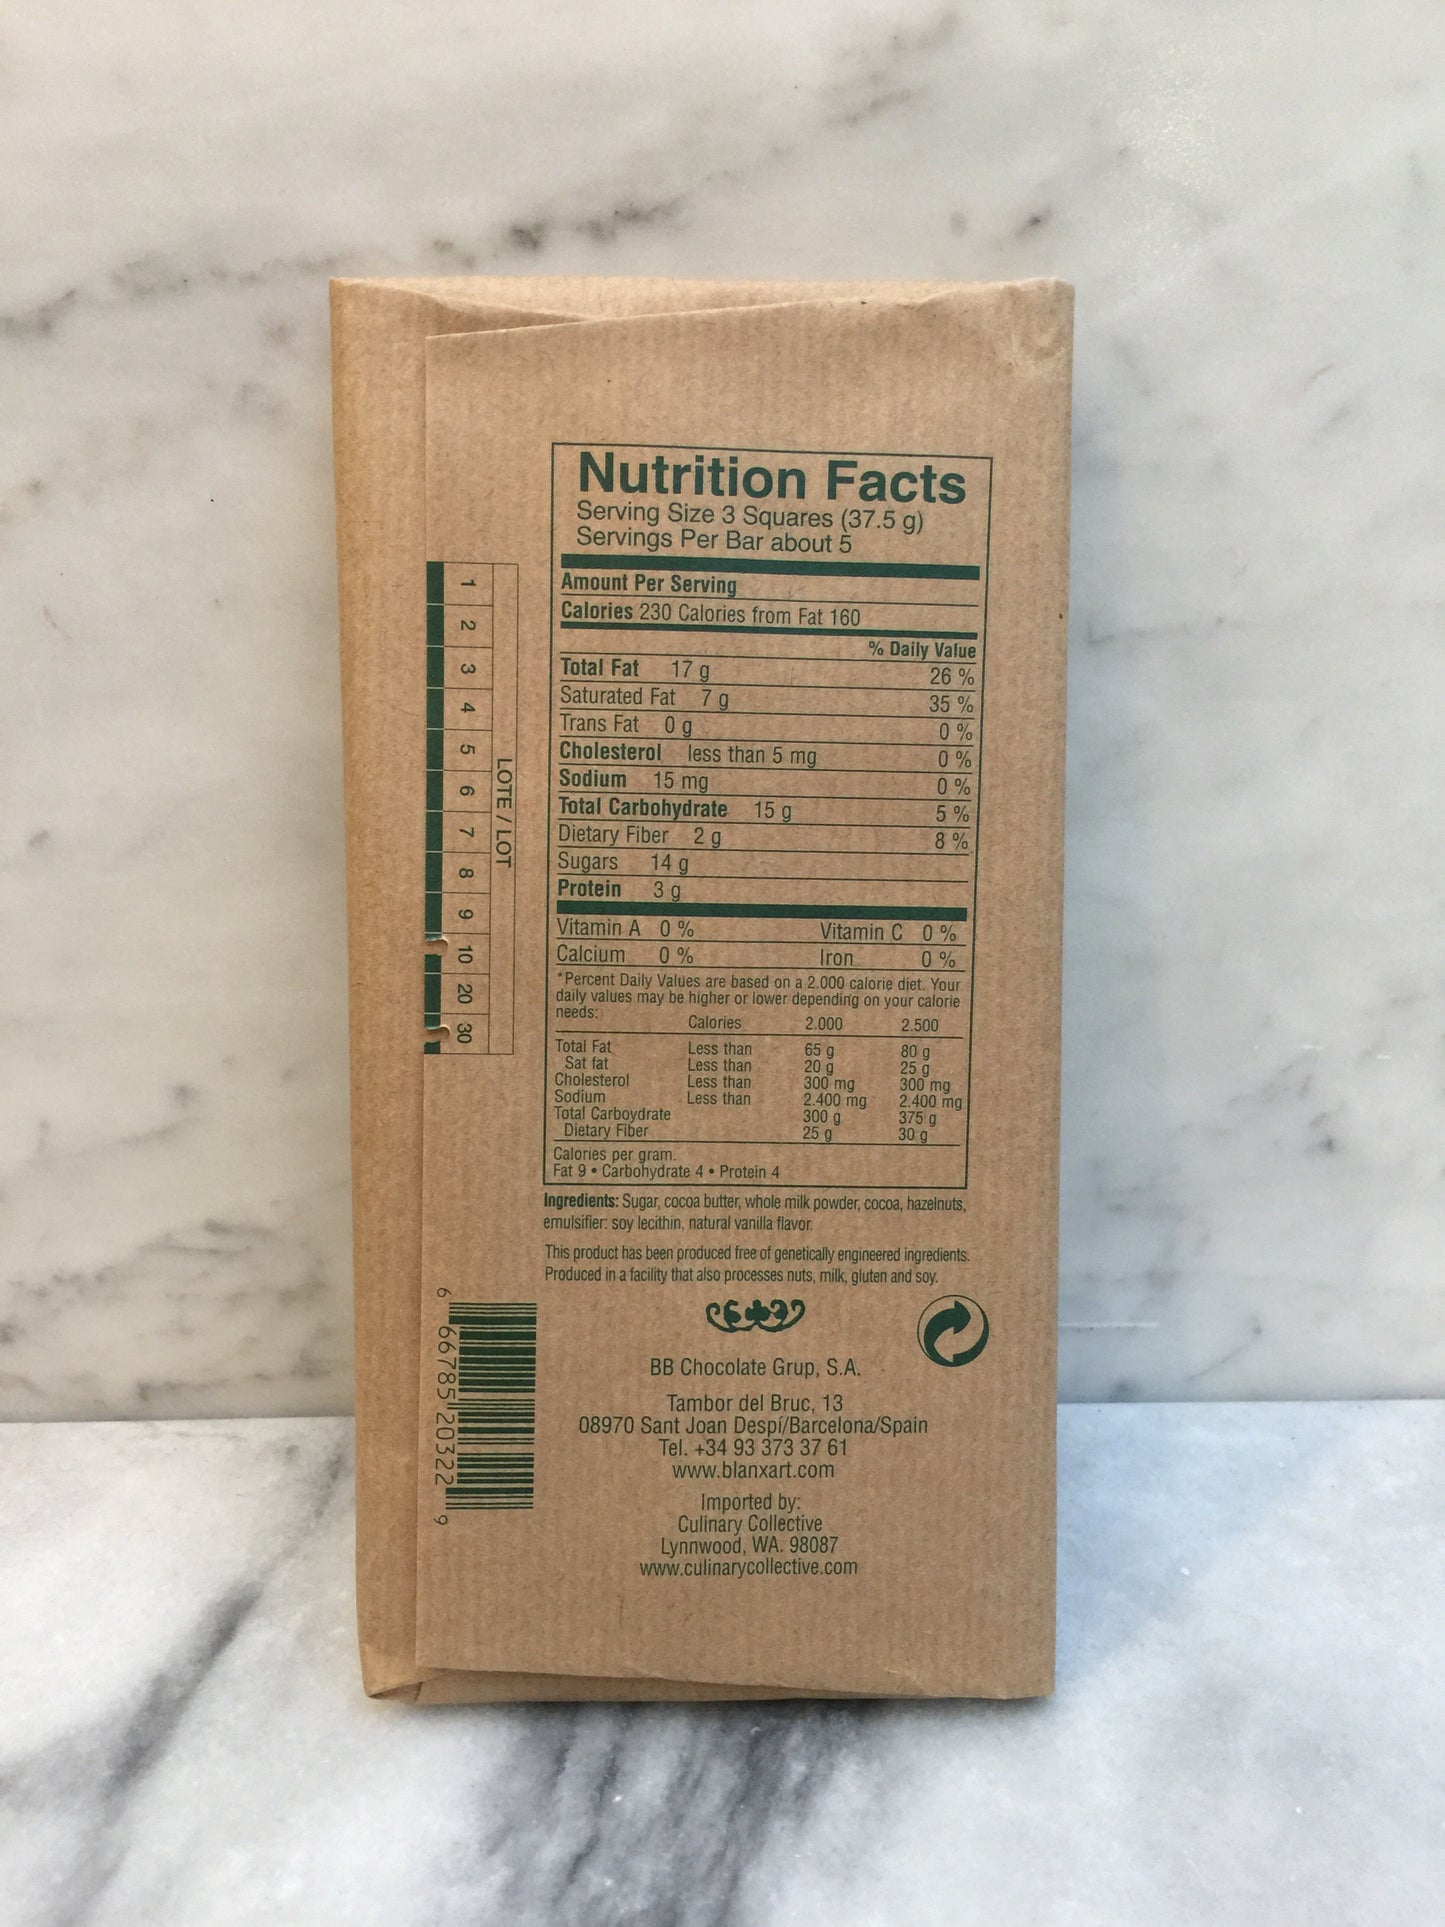 Nutrition Facts
Serving Size 3 Squares (37.5 g)
Servings Per Bar about 5
Amount Per Serving
Calories 230 Calories from Fat 160
% Daily Value
Total Fat 17 g 26 %
Saturated Fat 7 g 35 %
Trans Fat 0 g 0 %
Cholesterol less than 5 mg 0 %
Sodium 15 mg 0 %
Total Carbohydrate 15 g 5 %
Dietary Fiber 2 g 8 %
Sugars 14 g
Protein 3 g
Vitamin A 0 % Vitamin C 0 %
Calcium 0 % Iron 0 %
*Percent Daily Values are based on a 2.000 calorie diet. Your
daily values may be higher or lower depending on your calorie
needs:
Calories 2.000 2.500
Total Fat Less than 65 g 80 g
Sat fat Less than 20 g 25 g
Cholesterol Less than 300 mg 300 mg
Sodium Less than 2.400 mg 2.400 mg
Total Carboydrate 300 g 375 g
Dietary Fiber 25 g 30 g
Calories per gram.
Fat 9 • Carbohydrate 4 • Protein 4
Ingredients: Sugar, cocoa butter, whole milk powder, cocoa, hazelnuts,
emulsifier: soy lecithin, natural vanilla flavor.
This product has been produced free of genetically engineered ingredients.
Produced in a facility that also processes nuts, milk, gluten and soy.
BB Chocolate Grup, S.A.
Tambor del Bruc, 13
08970 Sant Joan Despí/Barcelona/Spain
Tel. +34 93 373 37 61
www.blanxart.com
Imported by:
Culinary Collective
Lynnwood, WA. 98087
www.culinarycollective.com
LOTE / LOT
1 2 3 4 5 6 7 8 9 10 20 30
6 66785 20322 9